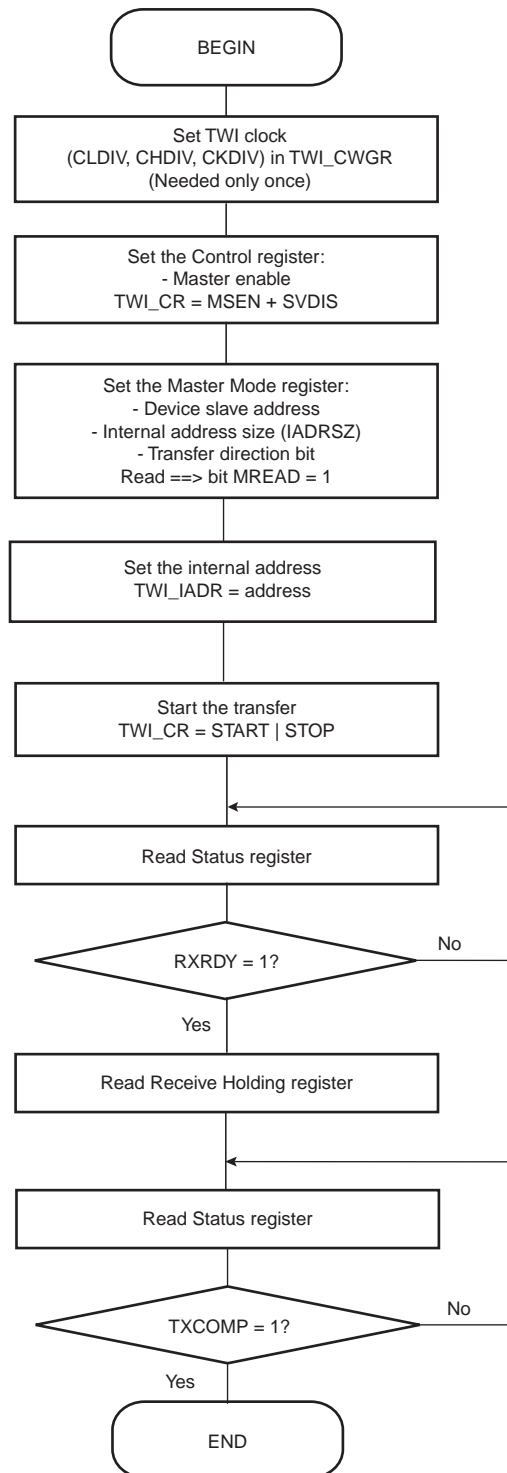 BEGIN
Set TWI clock
(CLDIV, CHDIV, CKDIV) in TWI_CWGR
(Needed only once)
Set the Control register:
- Master enable
TWI_CR = MSEN + SVDIS
Set the Master Mode register:
- Device slave address
- Internal address size (IADRSZ)
- Transfer direction bit
Read ==> bit MREAD = 1
Set the internal address
TWI_IADR = address
Start the transfer
TWI_CR = START | STOP
Read Status register
RXRDY = 1?
No
Yes
Read Receive Holding register
Read Status register
TXCOMP = 1?
No
Yes
END